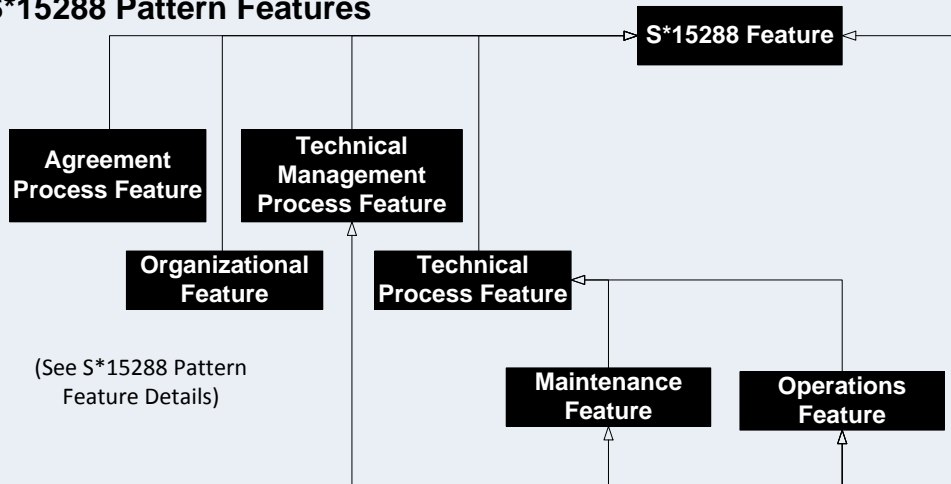 S*15288 Pattern Features
S*15288 Feature
Agreement
Process Feature
Technical
Management
Process Feature
Organizational
Feature
Technical
Process Feature
(See S*15288 Pattern
Feature Details)
Maintenance
Feature
Operations
Feature